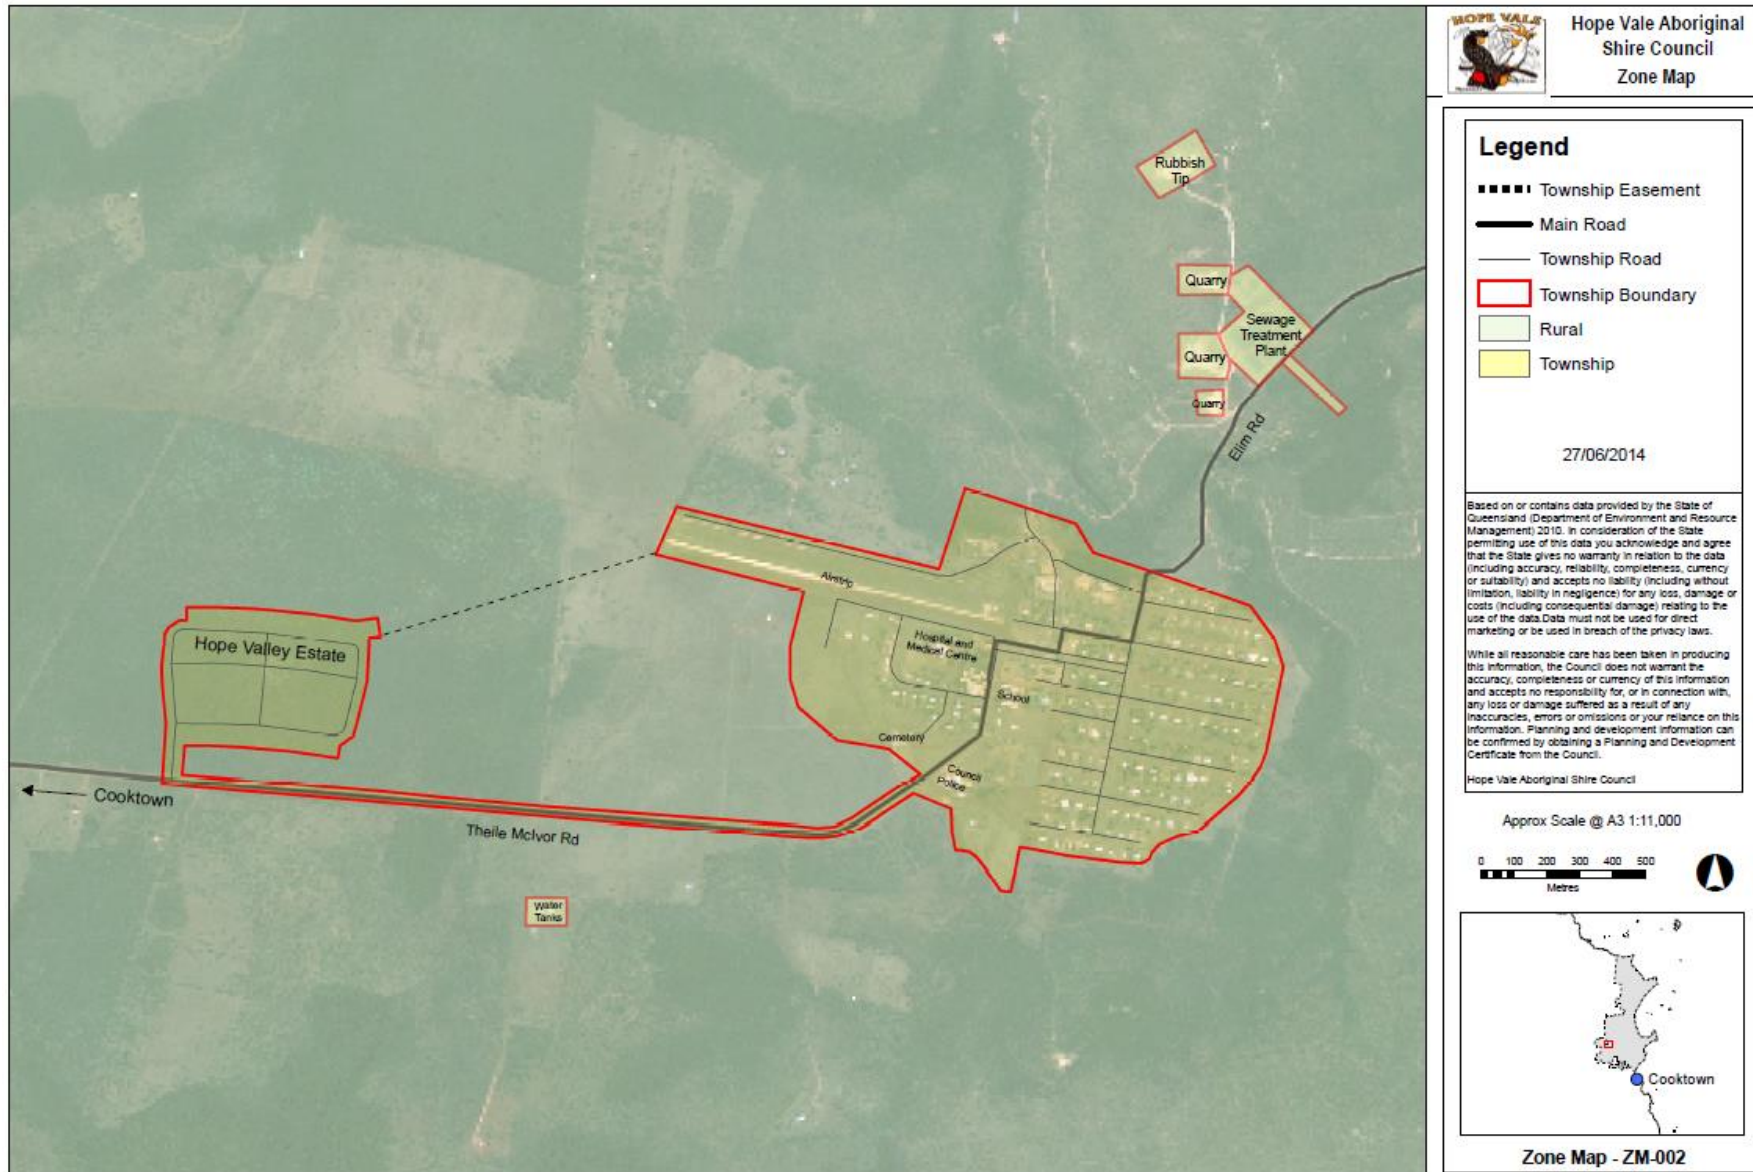 HOPE VALE
Hope Vale Aboriginal
Shire Council
Zone Map
Legend
Township Easement
Main Road
Township Road
Township Boundary
Rural
Township
27/06/2014
Based on or contains data provided by the State of
Queensland (Department of Environment and Resource
Management) 2010. In consideration of the State
permitting use of this data you acknowledge and agree
that the State gives no warranty in relation to the data
(including accuracy, reliability, completeness, currency
or suitability) and accepts no liability (including without
limitation, liability in negligence) for any loss, damage or
costs (including consequential damage) relating to the
use of the data.Data must not be used for direct
marketing or be used in breach of the privacy laws.
While all reasonable care has been taken in producing
this information, the Council does not warrant the
accuracy, completeness or currency of this information
and accepts no responsibility for, or in connection with,
any loss or damage suffered as a result of any
inaccuracies, errors or omissions or your reliance on this
information. Planning and development information can
be confirmed by obtaining a Planning and Development
Certificate from the Council.
Hope Vale Aboriginal Shire Council
Approx Scale @ A3 1:11,000
0 100 200 300 400 500
Metres
Cooktown
Zone Map - ZM-002
Rubbish
Tip
Quarry
Sewage
Treatment
Plant
Quarry
Quarry
Elim Rd
Airstrip
Hospital and
Medical Centre
School
Cemetery
Council
Police
Hope Valley Estate
Cooktown
Theile McIvor Rd
Water
Tanks